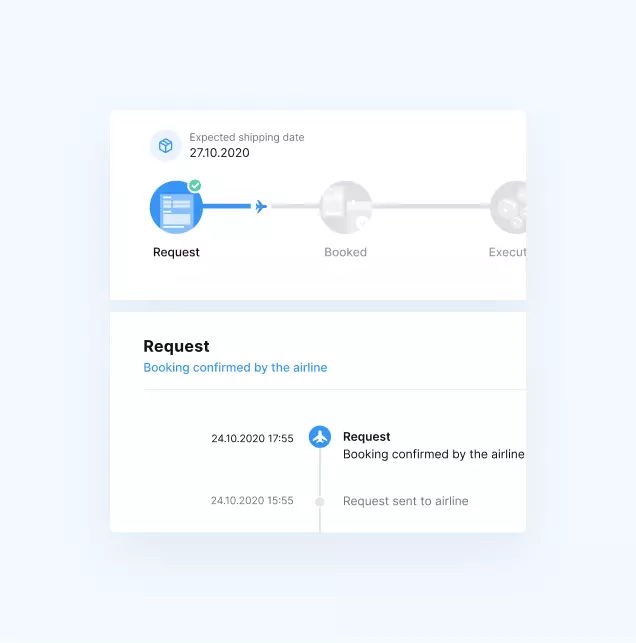 Expected shipping date
27.10.2020
Request
Booked
Execut
Request
Booking confirmed by the airline
24.10.2020 17:55
Request
Booking confirmed by the airline
24.10.2020 15:55
Request sent to airline